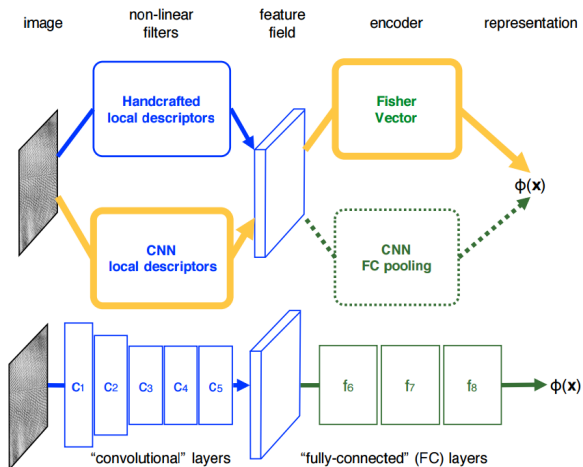 image
non-linear
filters
feature
field
encoder
representation
Handcrafted
local descriptors
Fisher
Vector
ϕ(x)
CNN
local descriptors
CNN
FC pooling
C1 C2 C3 C4 C5
f6 f7 f8
ϕ(x)
"convolutional" layers
"fully-connected" (FC) layers